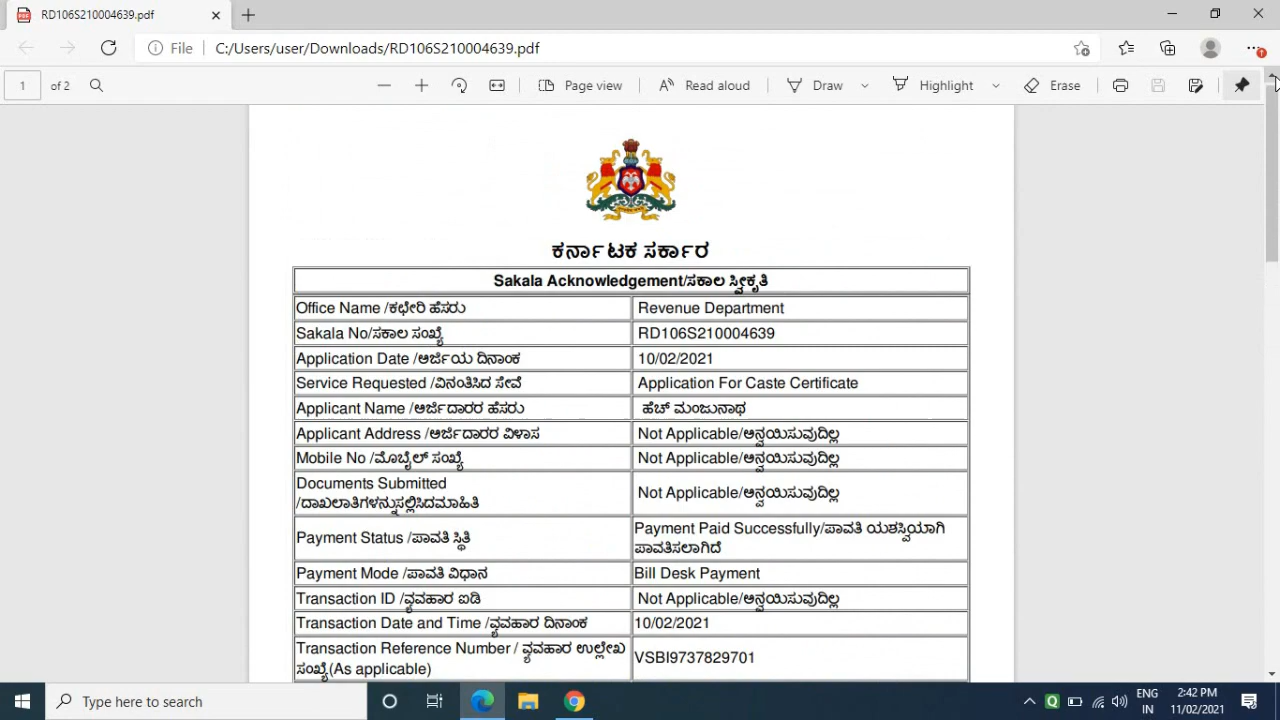 RD106S210004639.pdf
File C:/Users/user/Downloads/RD106S210004639.pdf
1 of 2 Page view Read aloud Draw Highlight Erase
ಕರ್ನಾಟಕ ಸರ್ಕಾರ
Sakala Acknowledgement/ಸಕಾಲ ಸ್ವೀಕೃತಿ
Office Name /ಕಛೇರಿ ಹೆಸರು Revenue Department
Sakala No/ಸಕಾಲ ಸಂಖ್ಯೆ RD106S210004639
Application Date /ಅರ್ಜಿಯ ದಿನಾಂಕ 10/02/2021
Service Requested /ವಿನಂತಿಸಿದ ಸೇವೆ Application For Caste Certificate
Applicant Name /ಅರ್ಜಿದಾರರ ಹೆಸರು ಹೆಚ್ ಮಂಜುನಾಥ
Applicant Address /ಅರ್ಜಿದಾರರ ವಿಳಾಸ Not Applicable/ಅನ್ವಯಿಸುವುದಿಲ್ಲ
Mobile No /ಮೊಬೈಲ್ ಸಂಖ್ಯೆ Not Applicable/ಅನ್ವಯಿಸುವುದಿಲ್ಲ
Documents Submitted
/ದಾಖಲಾತಿಗಳನ್ನುಸಲ್ಲಿಸಿದಮಾಹಿತಿ Not Applicable/ಅನ್ವಯಿಸುವುದಿಲ್ಲ
Payment Status /ಪಾವತಿ ಸ್ಥಿತಿ Payment Paid Successfully/ಪಾವತಿ ಯಶಸ್ವಿಯಾಗಿ
ಪಾವತಿಸಲಾಗಿದೆ
Payment Mode /ಪಾವತಿ ವಿಧಾನ Bill Desk Payment
Transaction ID /ವ್ಯವಹಾರ ಐಡಿ Not Applicable/ಅನ್ವಯಿಸುವುದಿಲ್ಲ
Transaction Date and Time /ವ್ಯವಹಾರ ದಿನಾಂಕ 10/02/2021
Transaction Reference Number / ವ್ಯವಹಾರ ಉಲ್ಲೇಖ
ಸಂಖ್ಯೆ(As applicable) VSBI9737829701
Type here to search
ENG
IN
2:42 PM
11/02/2021